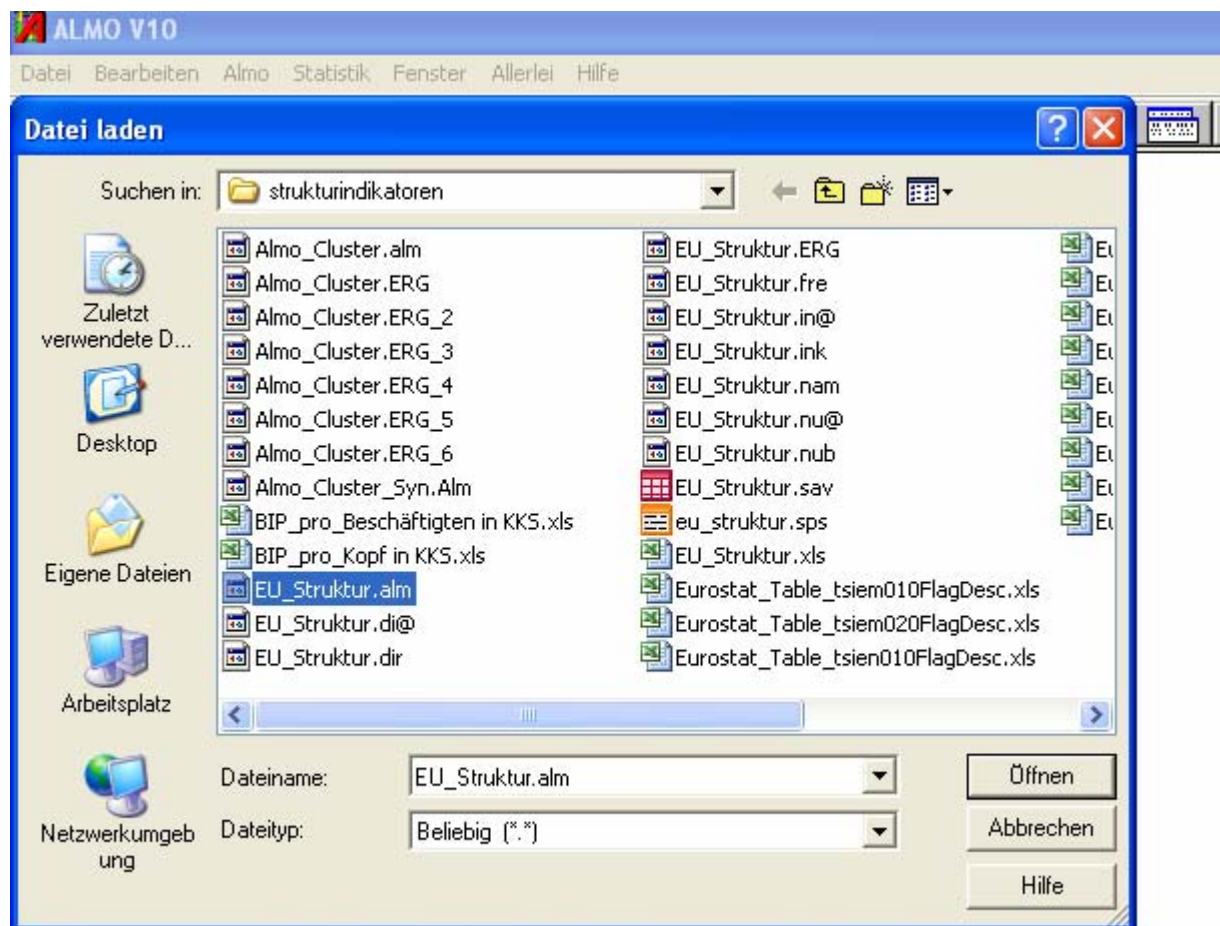 ALMO V10
Datei Bearbeiten Almo Statistik Fenster Allerlei Hilfe
Datei laden
Suchen in: strukturindikatoren
Zuletzt
verwendete D...
Desktop
Eigene Dateien
Arbeitsplatz
Netzwerkumgeb
ung
Almo_Cluster.alm
Almo_Cluster.ERG
Almo_Cluster.ERG_2
Almo_Cluster.ERG_3
Almo_Cluster.ERG_4
Almo_Cluster.ERG_5
Almo_Cluster.ERG_6
Almo_Cluster_Syn.Alm
BIP_pro_Beschäftigten in KKS.xls
BIP_pro_Kopf in KKS.xls
EU_Struktur.alm
EU_Struktur.di@
EU_Struktur.dir
EU_Struktur.ERG
EU_Struktur.fre
EU_Struktur.in@
EU_Struktur.ink
EU_Struktur.nam
EU_Struktur.nu@
EU_Struktur.nub
EU_Struktur.sav
eu_struktur.sps
EU_Struktur.xls
Eurostat_Table_tsiem010FlagDesc.xls
Eurostat_Table_tsiem020FlagDesc.xls
Eurostat_Table_tsien010FlagDesc.xls
Dateiname: EU_Struktur.alm
Öffnen
Dateityp: Beliebig (*.*)
Abbrechen
Hilfe